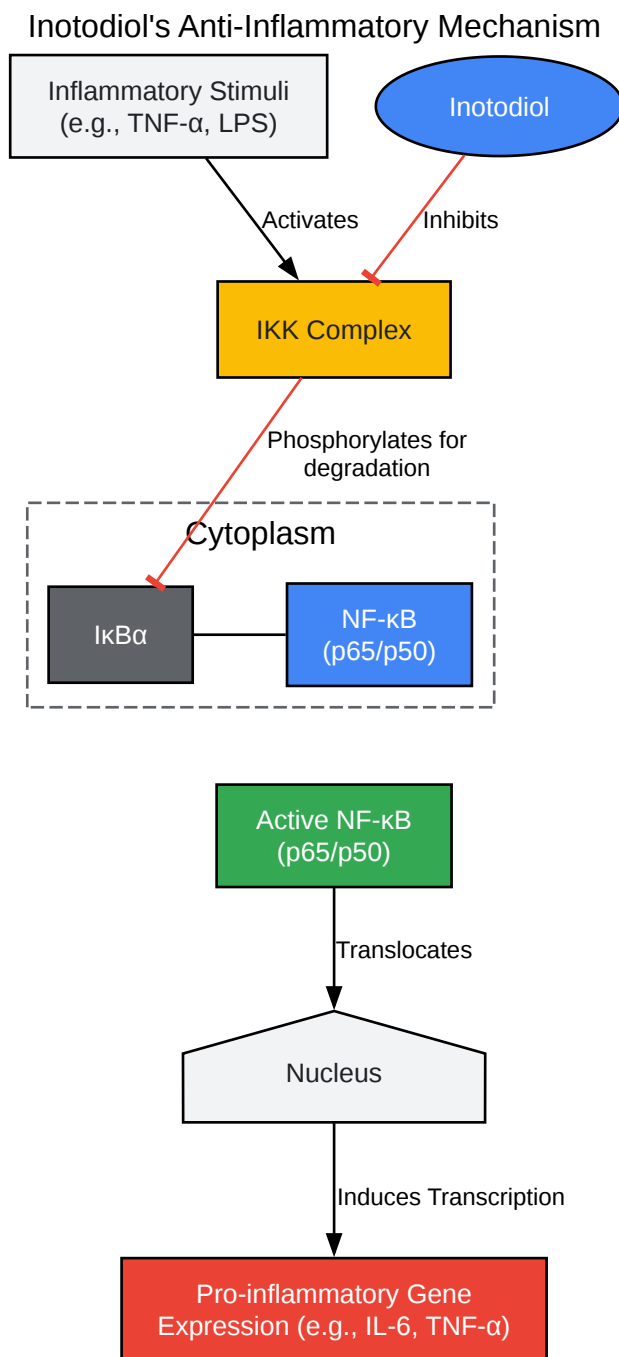 Inotodiol's Anti-Inflammatory Mechanism
Inflammatory Stimuli
(e.g., TNF-α, LPS)
Inotodiol
Activates
Inhibits
IKK Complex
Phosphorylates for
degradation
Cytoplasm
IκBα
NF-κB
(p65/p50)
Active NF-κB
(p65/p50)
Translocates
Nucleus
Induces Transcription
Pro-inflammatory Gene
Expression (e.g., IL-6, TNF-α)